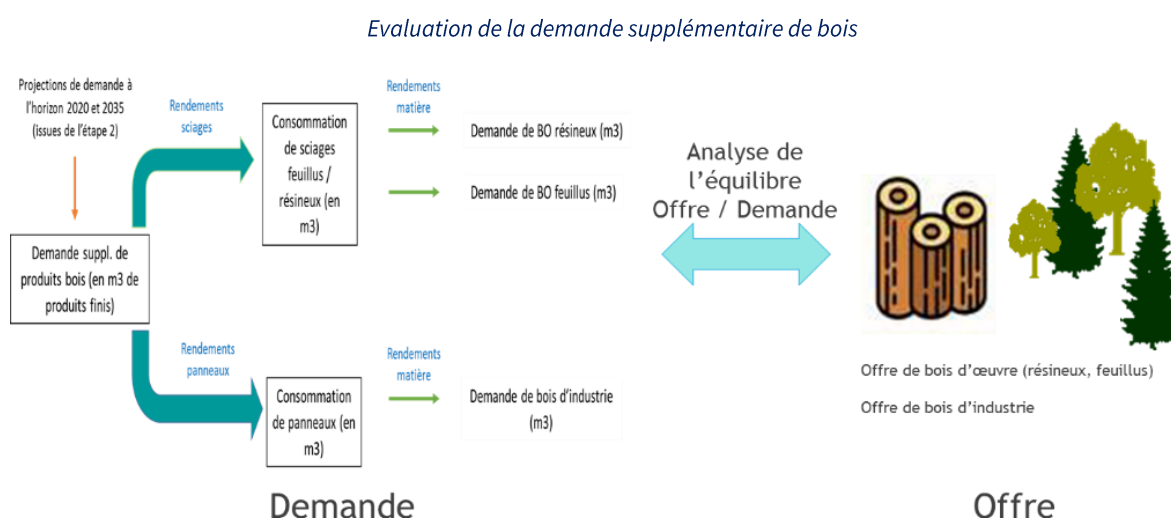 Evaluation de la demande supplémentaire de bois
Projections de demande à
l'horizon 2020 et 2035
(issues de l'étape 2)
Rendements
sciages
Consommation
de sciages
feuillus /
résineux (en
m3)
Rendements
matière
Demande de BO résineux (m3)
Demande de BO feuillus (m3)
Demande suppl. de
produits bois (en m3 de
produits finis)
Rendements
panneaux
Consommation
de panneaux (en
m3)
Rendements
matière
Demande de bois d'industrie
(m3)
Demande
Analyse de
l'équilibre
Offre / Demande
Offre de bois d'œuvre (résineux, feuillus)
Offre de bois d'industrie
Offre